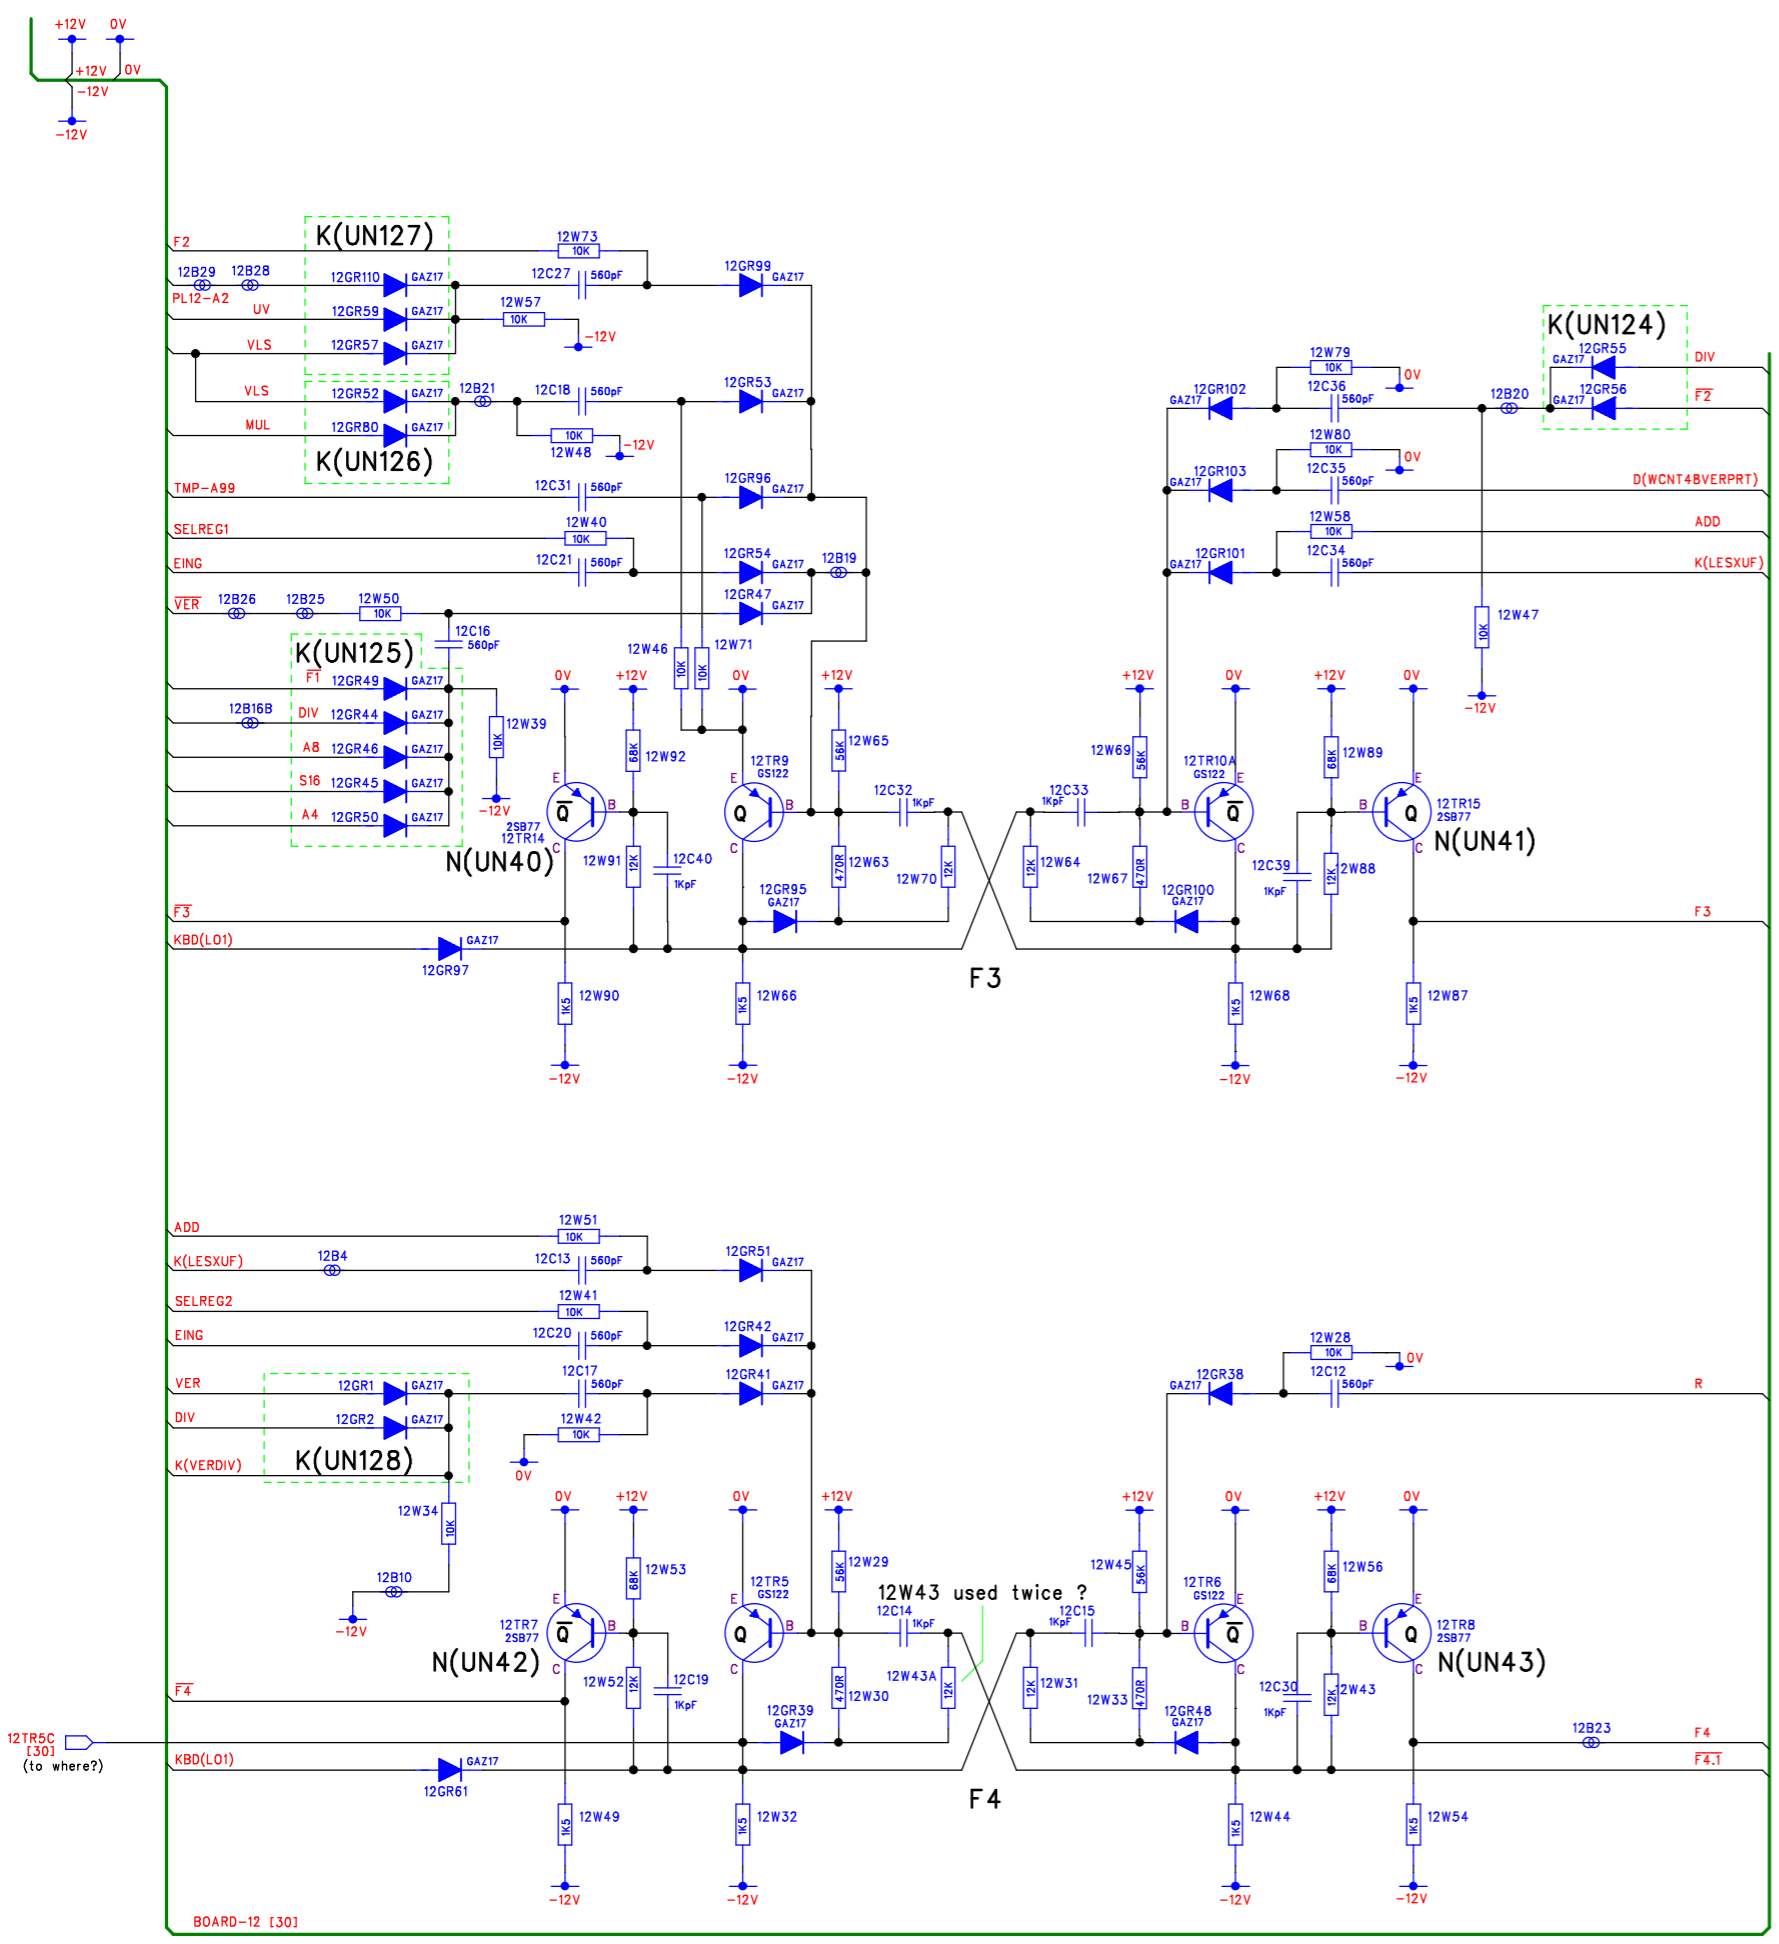 +12V 0V
+12V 0V
-12V
-12V
K(UN127)
F2
12W73
10K
12B29 12B28
12GR110 GAZ17
12C27 560pF
12GR99
GAZ17
PL12-A2
UV
12GR59 GAZ17
12W57
10K
-12V
VLS
12GR57 GAZ17
VLS
12GR52 GAZ17
12B21
12C18 560pF
12GR53
GAZ17
MUL
12GR80 GAZ17
10K
12W48
-12V
K(UN126)
TMP-A99
12C31 560pF
12GR96
GAZ17
SELREG1
12W40
10K
EING
12C21 560pF
12GR54
GAZ17
12B19
VER
12B26 12B25 12W50
10K
12GR47
GAZ17
12C16
560pF
K(UN125)
F1
12GR49 GAZ17
12B16B
DIV
12GR44 GAZ17
A8
12GR46 GAZ17
S16
12GR45 GAZ17
A4
12GR50 GAZ17
12W39
10K
-12V
12W46
10K
12W71
10K
K(UN124)
12GR55
GAZ17
DIV
12GR56
GAZ17
F2
12B20
12W79
10K
0V
12GR102
GAZ17
12C36
560pF
12W80
10K
0V
12GR103
GAZ17
12C35
560pF
D(WCNT48VERPRT)
12W58
10K
ADD
12GR101
GAZ17
12C34
560pF
K(LESXUF)
12W47
10K
-12V
0V +12V 0V +12V +12V 0V +12V 0V
68K
12W92
56K
12W65
12W69
56K
68K
12W89
E
Q
B
C
2SB77
12TR14
N(UN40)
12TR9
GS122
E
Q
B
C
12C32
1KpF
12C33
1KpF
12TR10A
GS122
E
Q
B
C
E
Q
B
C
12TR15
2SB77
N(UN41)
12W91
12K
12C40
1KpF
470R
12W63
12W70
12K
12K
12W64
12W67
470R
12C39
1KpF
12K
12W88
12GR95
GAZ17
12GR100
GAZ17
F3
F3
KBD(LO1)
12GR97
GAZ17
F3
1K5
12W90
1K5
12W66
1K5
12W68
1K5
12W87
-12V -12V -12V -12V
ADD
12W51
10K
K(LESXUF)
12B4
12C13 560pF
12GR51
GAZ17
SELREG2
12W41
10K
EING
12C20 560pF
12GR42
GAZ17
VER
12GR1 GAZ17
12C17
560pF
12GR41
GAZ17
DIV
12GR2 GAZ17
12W42
10K
0V
K(UN128)
K(VERDIV)
12W34
10K
12B10
-12V
12W28
10K
0V
12GR38
GAZ17
12C12
560pF
R
0V +12V 0V +12V +12V 0V +12V 0V
68K
12W53
56K
12W29
12W45
56K
68K
12W56
12W43 used twice ?
12TR7
2SB77
E
Q
B
C
N(UN42)
12TR5
GS122
E
Q
B
C
12C14
1KpF
12C15
1KpF
12TR6
GS122
E
Q
B
C
E
Q
B
C
12TR8
2SB77
N(UN43)
12W52
12K
12C19
1KpF
470R
12W30
12W43A
12K
12K
12W31
12W33
470R
12C30
1KpF
12K
12W43
12GR39
GAZ17
12GR48
GAZ17
F4
12TR5C
[30]
(to where?)
12B23
F4
KBD(LO1)
12GR61
GAZ17
F4.1
F4
1K5
12W49
1K5
12W32
1K5
12W44
1K5
12W54
-12V -12V -12V -12V
BOARD-12 [30]